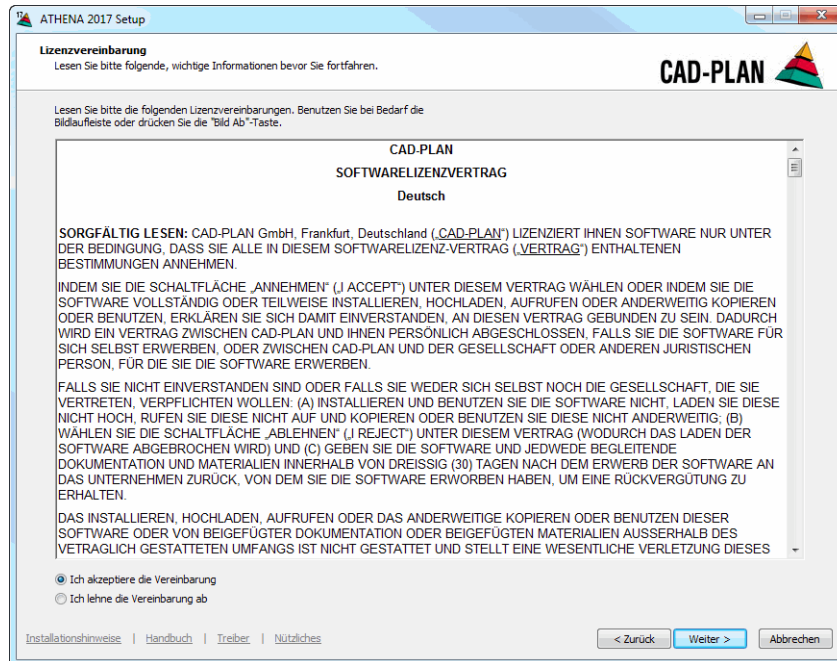 ATHENA 2017 Setup
Lizenzvereinbarung
Lesen Sie bitte folgende, wichtige Informationen bevor Sie fortfahren.
CAD-PLAN
Lesen Sie bitte die folgenden Lizenzvereinbarungen. Benutzen Sie bei Bedarf die
Bildlaufleiste oder drücken Sie die "Bild Ab"-Taste.
CAD-PLAN
SOFTWARELIZENZVERTRAG
Deutsch
SORGFÄLTIG LESEN: CAD-PLAN GmbH, Frankfurt, Deutschland („CAD-PLAN“) LIZENZIERT IHNEN SOFTWARE NUR UNTER
DER BEDINGUNG, DASS SIE ALLE IN DIESEM SOFTWARELIZENZ-VERTRAG („VERTRAG“) ENTHALTENEN
BESTIMMUNGEN ANNEHMEN.
INDEM SIE DIE SCHALTFLÄCHE „ANNEHMEN“ („I ACCEPT“) UNTER DIESEM VERTRAG WÄHLEN ODER INDEM SIE DIE
SOFTWARE VOLLSTÄNDIG ODER TEILWEISE INSTALLIEREN, HOCHLADEN, AUFRUFEN ODER ANDERWEITIG KOPIEREN
ODER BENUTZEN, ERKLÄREN SIE SICH DAMIT EINVERSTANDEN, AN DIESEN VERTRAG GEBUNDEN ZU SEIN. DADURCH
WIRD EIN VERTRAG ZWISCHEN CAD-PLAN UND IHNEN PERSÖNLICH ABGESCHLOSSEN, FALLS SIE DIE SOFTWARE FÜR
SICH SELBST ERWERBEN, ODER ZWISCHEN CAD-PLAN UND DER GESELLSCHAFT ODER ANDEREN JURISTISCHEN
PERSON, FÜR DIE SIE DIE SOFTWARE ERWERBEN.
FALLS SIE NICHT EINVERSTANDEN SIND ODER FALLS SIE WEDER SICH SELBST NOCH DIE GESELLSCHAFT, DIE SIE
VERTRETEN, VERPFLICHTEN WOLLEN: (A) INSTALLIEREN UND BENUTZEN SIE DIE SOFTWARE NICHT, LADEN SIE DIESE
NICHT HOCH, RUFEN SIE DIESE NICHT AUF UND KOPIEREN ODER BENUTZEN SIE DIESE NICHT ANDERWEITIG; (B)
WÄHLEN SIE DIE SCHALTFLÄCHE „ABLEHNEN“ („I REJECT“) UNTER DIESEM VERTRAG (WODURCH DAS LADEN DER
SOFTWARE ABGEBROCHEN WIRD) UND (C) GEBEN SIE DIE SOFTWARE UND JEDWEDE BEGLEITENDE
DOKUMENTATION UND MATERIALIEN INNERHALB VON DREISSIG (30) TAGEN NACH DEM ERWERB DER SOFTWARE AN
DAS UNTERNEHMEN ZURÜCK, VON DEM SIE DIE SOFTWARE ERWORBEN HABEN, UM EINE RÜCKVERGÜTUNG ZU
ERHALTEN.
DAS INSTALLIEREN, HOCHLADEN, AUFRUFEN ODER DAS ANDERWEITIGE KOPIEREN ODER BENUTZEN DIESER
SOFTWARE ODER VON BEIGEFÜGTER DOKUMENTATION ODER BEIGEFÜGTEN MATERIALIEN AUSSERHALB DES
VETRAGLICH GESTATTETEN UMFANGS IST NICHT GESTATTET UND STELLT EINE WESENTLICHE VERLETZUNG DIESES
Ich akzeptiere die Vereinbarung
Ich lehne die Vereinbarung ab
Installationshinweise | Handbuch | Treiber | Nützliches
< Zurück Weiter > Abbrechen